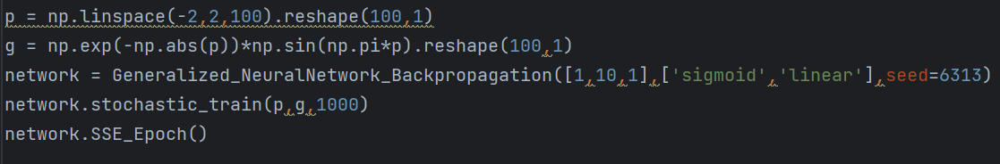 p = np.linspace(-2,2,100).reshape(100,1)
g = np.exp(-np.abs(p))*np.sin(np.pi*p).reshape(100,1)
network = Generalized_NeuralNetwork_Backpropagation([1,10,1],['sigmoid','linear'],seed=6313)
network.stochastic_train(p,g,1000)
network.SSE_Epoch()